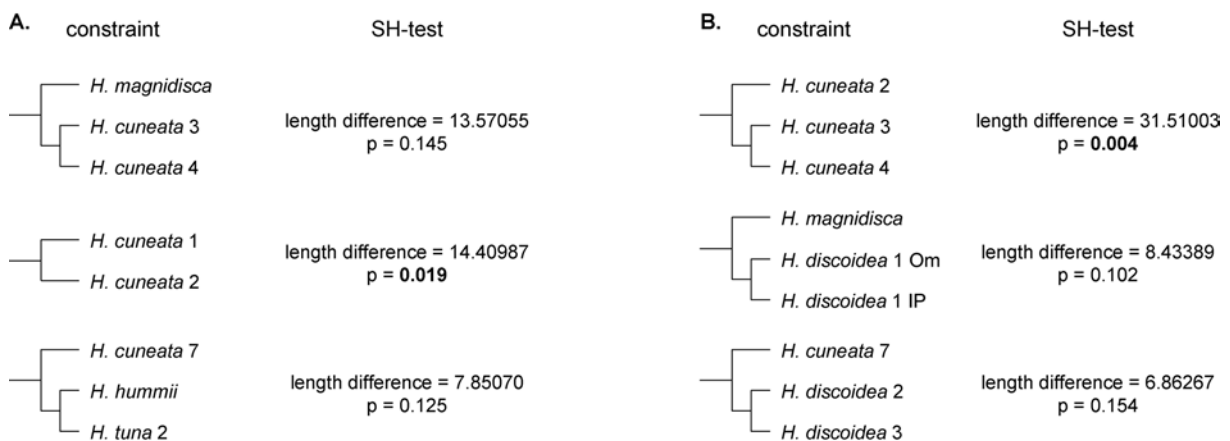 A. constraint SH-test
H. magnidisca
H. cuneata 3
H. cuneata 4
length difference = 13.57055
p = 0.145
H. cuneata 1
H. cuneata 2
length difference = 14.40987
p = 0.019
H. cuneata 7
H. hummii
H. tuna 2
length difference = 7.85070
p = 0.125
B. constraint SH-test
H. cuneata 2
H. cuneata 3
H. cuneata 4
length difference = 31.51003
p = 0.004
H. magnidisca
H. discoidea 1 Om
H. discoidea 1 IP
length difference = 8.43389
p = 0.102
H. cuneata 7
H. discoidea 2
H. discoidea 3
length difference = 6.86267
p = 0.154